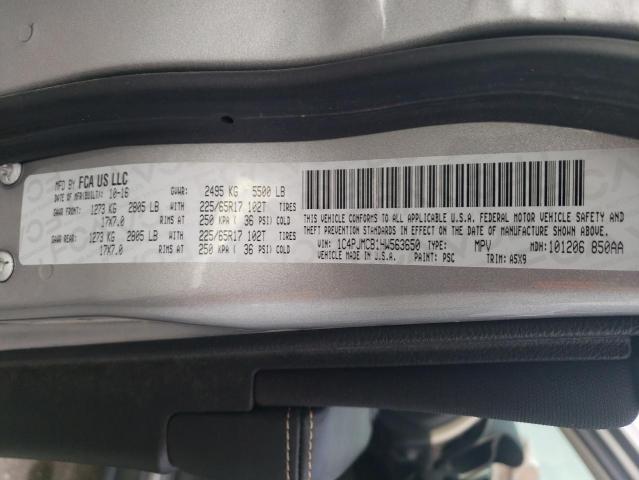 MFD BY FCA US LLC
DATE OF MFR(BUILT): 10-16 GVWR: 2495 KG 5500 LB
GAWR FRONT: 1273 KG 2805 LB WITH 225/65R17 102T TIRES
17X7.0 RIMS AT 250 KPA ( 36 PSI) COLD
GAWR REAR: 1273 KG 2805 LB WITH 225/65R17 102T TIRES
17X7.0 RIMS AT 250 KPA ( 36 PSI) COLD
THIS VEHICLE CONFORMS TO ALL APPLICABLE U.S.A. FEDERAL MOTOR VEHICLE SAFETY, BUMPER AND
THEFT PREVENTION STANDARDS IN EFFECT ON THE DATE OF MANUFACTURE SHOWN ABOVE.
VIN: 1C4PJMCB1HW563650 TYPE: MPV MDH: 101206 850AA
VEHICLE MADE IN U.S.A. PAINT: PSC TRIM: A5X9